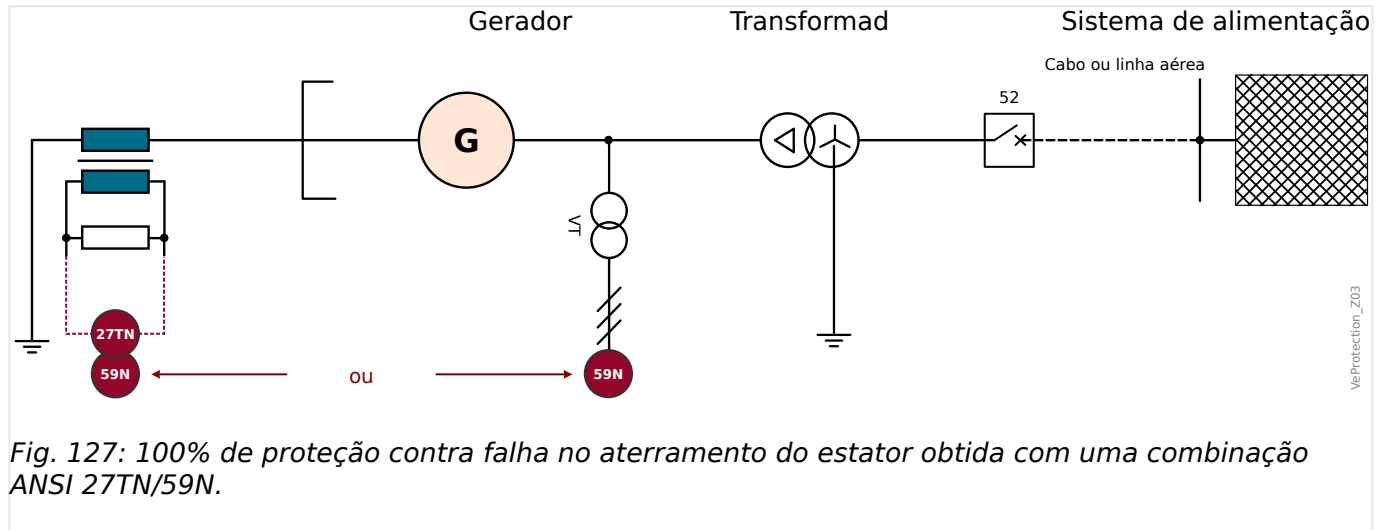 Gerador
Transformad
Sistema de alimentação
Cabo ou linha aérea
52
G
VT
27TN
59N
ou
59N
VeProtection_Z03
Fig. 127: 100% de proteção contra falha no aterramento do estator obtida com uma combinação
ANSI 27TN/59N.